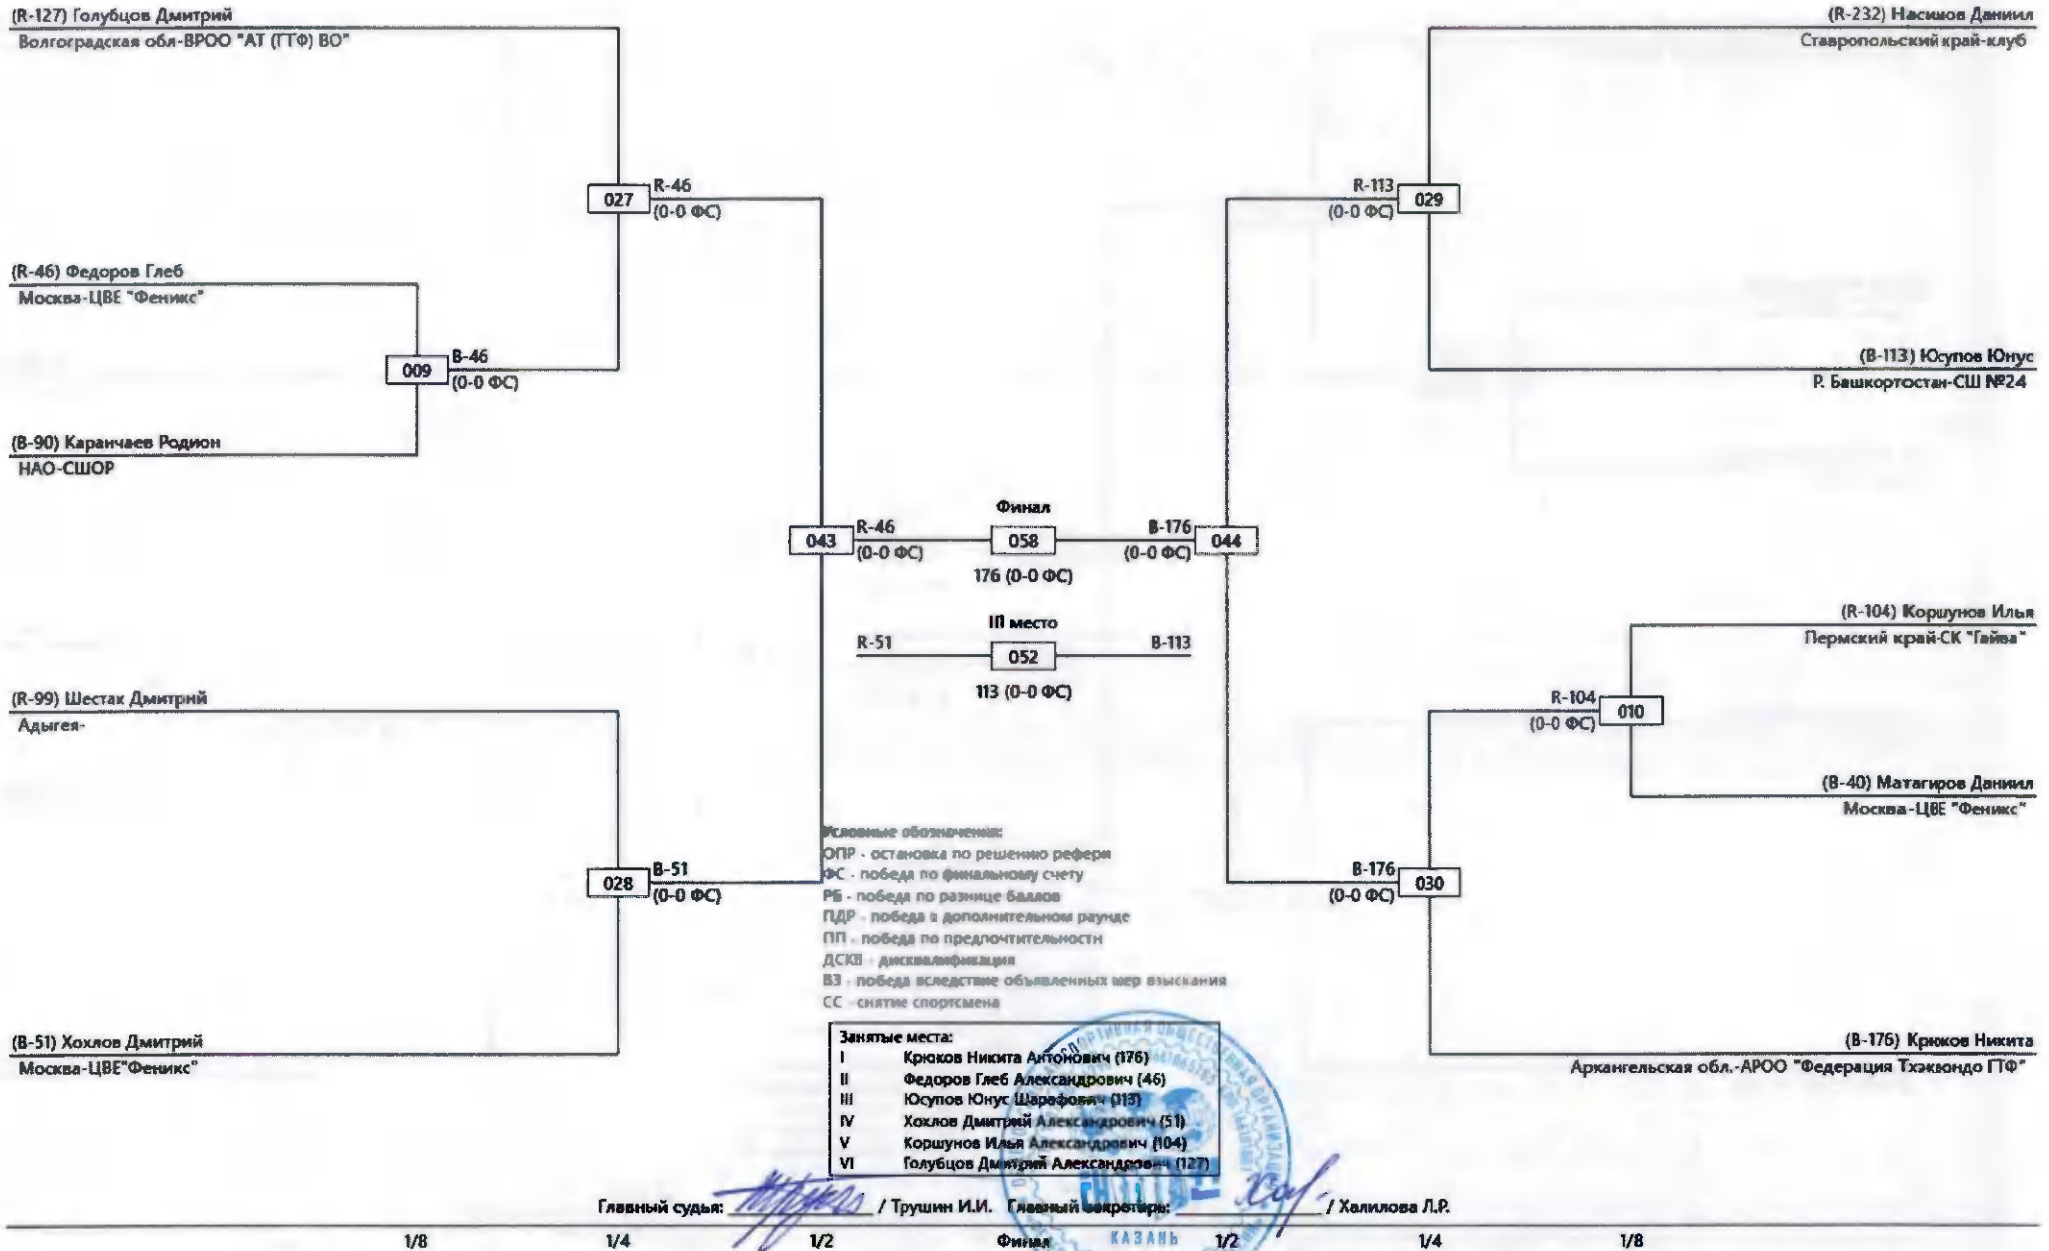 (R-127) Голубцов Дмитрий
Волгоградская обл-ВРОО "АТ (ГТФ) ВО"
(R-232) Насимов Даниил
Ставропольский край-клуб
027
R-46
(0-0 ФС)
R-113
(0-0 ФС)
029
(R-46) Федоров Глеб
Москва-ЦВЕ "Феникс"
009
B-46
(0-0 ФС)
(B-113) Юсупов Юнус
Р. Башкортостан-СШ №24
(B-90) Каранчаев Родион
НАО-СШОР
Финал
043
R-46
(0-0 ФС)
058
B-176
(0-0 ФС)
044
176 (0-0 ФС)
III место
R-51
052
B-113
113 (0-0 ФС)
(R-104) Коршунов Илья
Пермский край-СК "Гайва"
(R-99) Шестак Дмитрий
Адыгея-
R-104
(0-0 ФС)
010
(B-40) Матагиров Даниил
Москва-ЦВЕ "Феникс"
028
B-51
(0-0 ФС)
B-176
(0-0 ФС)
030
Условные обозначения:
ОПР - остановка по решению рефери
ФС - победа по финальному счету
РБ - победа по разнице баллов
ПДР - победа в дополнительном раунде
ПП - победа по предпочтительности
ДСКВ - дисквалификация
ВЗ - победа вследствие объявленных мер взыскания
СС - снятие спортсмена
(B-51) Хохлов Дмитрий
Москва-ЦВЕ"Феникс"
(B-176) Крюков Никита
Архангельская обл.-АРОО "Федерация Тхэквондо ГТФ"
Занятые места:
I Крюков Никита Антонович (176)
II Федоров Глеб Александрович (46)
III Юсупов Юнус Шарафович (113)
IV Хохлов Дмитрий Александрович (51)
V Коршунов Илья Александрович (104)
VI Голубцов Дмитрий Александрович (127)
Главный судья: / Трушин И.И. Главный секретарь: / Халилова Л.Р.
КАЗАНЬ
1/8 1/4 1/2 Финал 1/2 1/4 1/8